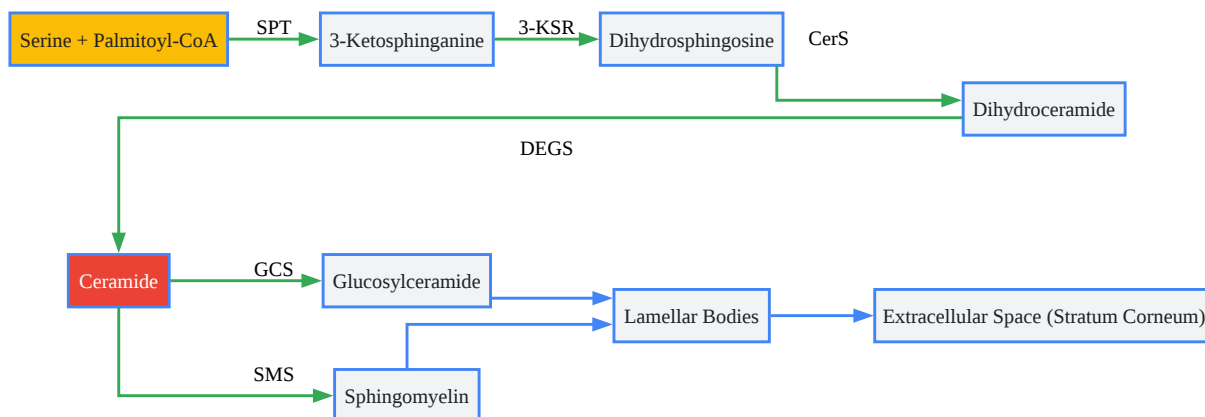 Serine + Palmitoyl-CoA
SPT
3-Ketosphinganine
3-KSR
Dihydrosphingosine
CerS
Dihydroceramide
DEGS
Ceramide
GCS
Glucosylceramide
Lamellar Bodies
Extracellular Space (Stratum Corneum)
SMS
Sphingomyelin